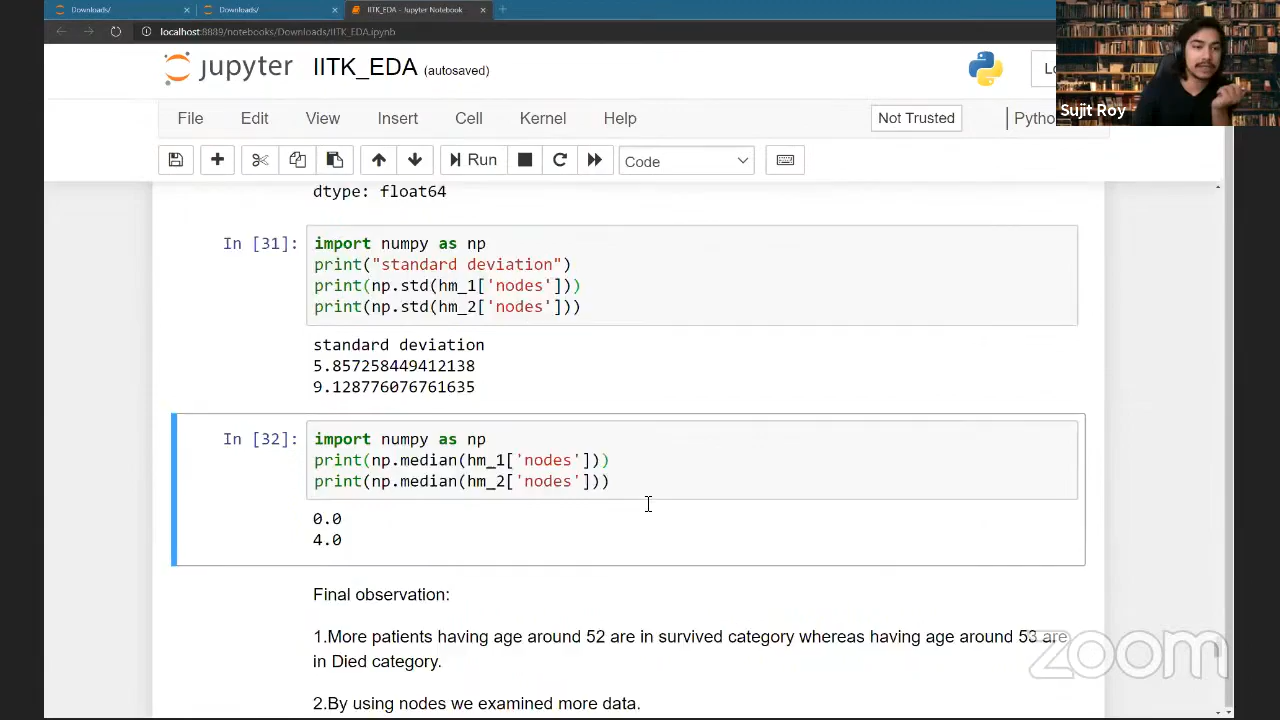 Downloads/
Downloads/
IITK_EDA - Jupyter Notebook
localhost:8889/notebooks/Downloads/IITK_EDA.ipynb
jupyter IITK_EDA (autosaved)
Lo
Sujit Roy
File Edit View Insert Cell Kernel Help
Not Trusted
Pytho
Run
Code
dtype: float64
In [31]:
import numpy as np
print("standard deviation")
print(np.std(hm_1['nodes']))
print(np.std(hm_2['nodes']))
standard deviation
5.857258449412138
9.128776076761635
In [32]:
import numpy as np
print(np.median(hm_1['nodes']))
print(np.median(hm_2['nodes']))
0.0
4.0
Final observation:
1.More patients having age around 52 are in survived category whereas having age around 53 are
in Died category.
zoom
2.By using nodes we examined more data.